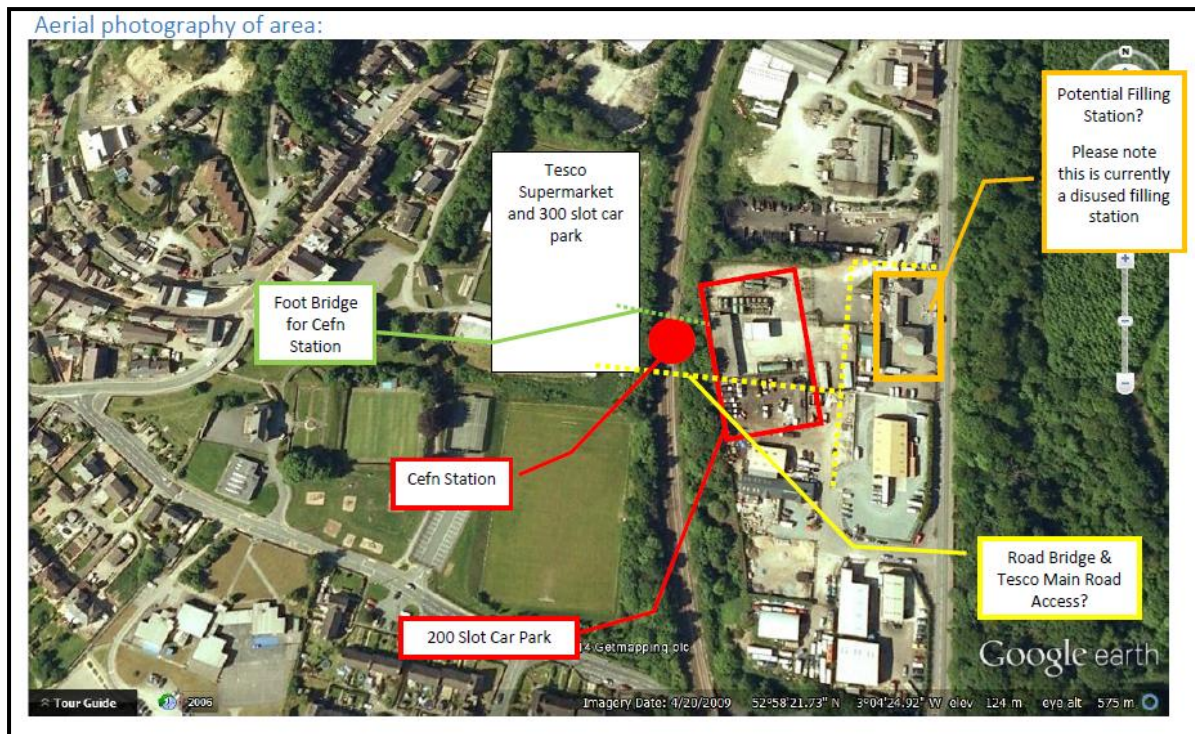 Aerial photography of area:
N
Potential Filling
Station?
Please note
this is currently
a disused filling
station
Tesco
Supermarket
and 300 slot car
park
Foot Bridge
for Cefn
Station
Cefn Station
Road Bridge &
Tesco Main Road
Access?
200 Slot Car Park
14 Getmapping plc
Google earth
Tour Guide
2006
Imagery Date: 4/20/2009 52°58'21.73" N 3°04'24.92" W elev 124 m eye alt 575 m